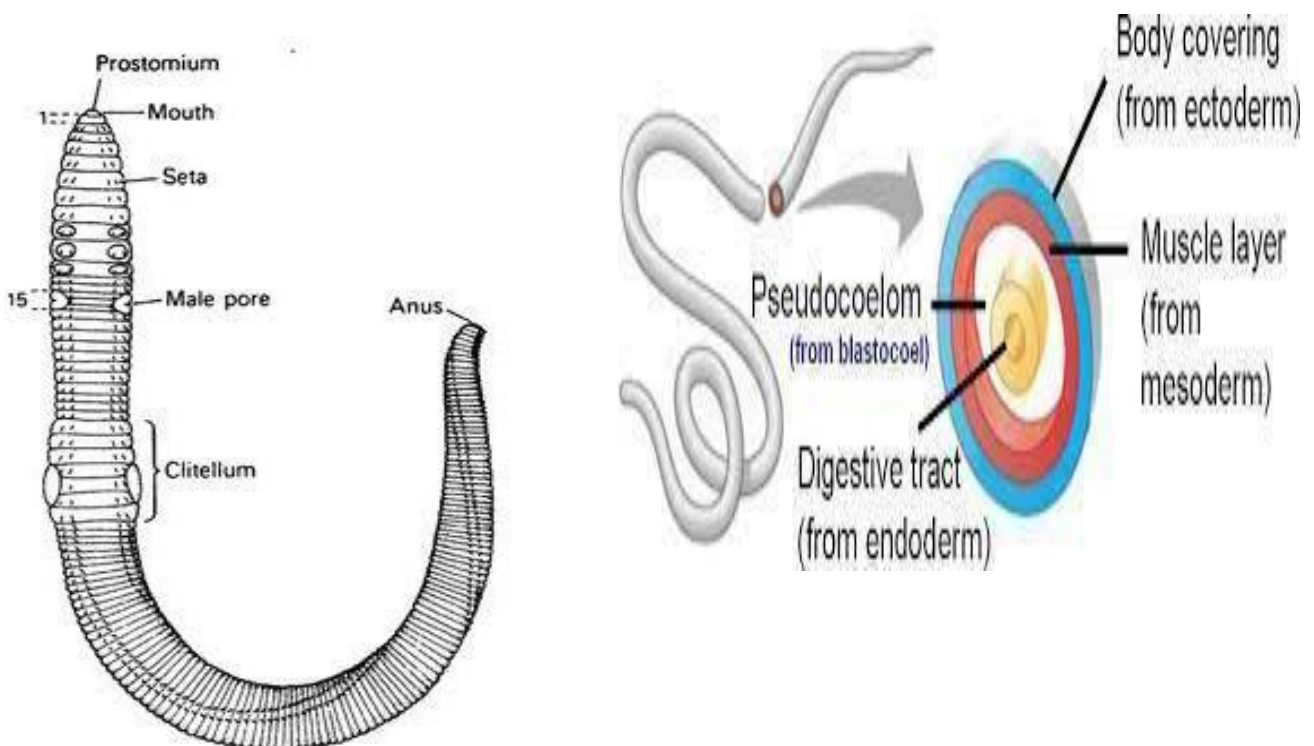 Prostomium
Mouth
1
Seta
15
Male pore
Anus
Clitellum
Body covering
(from ectoderm)
Muscle layer
(from
mesoderm)
Pseudocoelom
(from blastocoel)
Digestive tract
(from endoderm)